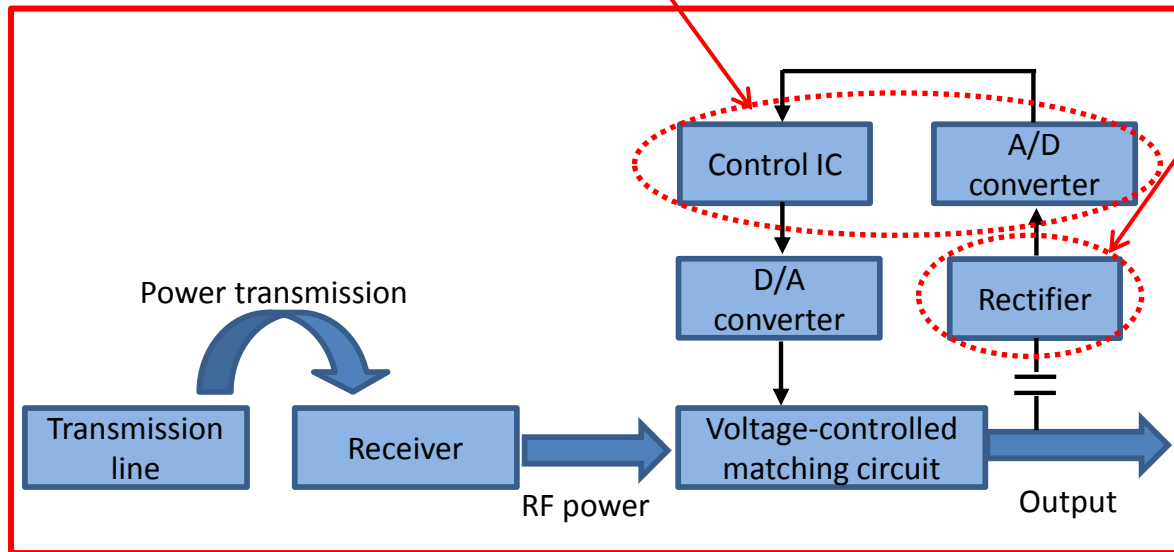 Control IC
A/D
converter
D/A
converter
Rectifier
Power transmission
Transmission
line
Receiver
RF power
Voltage-controlled
matching circuit
Output